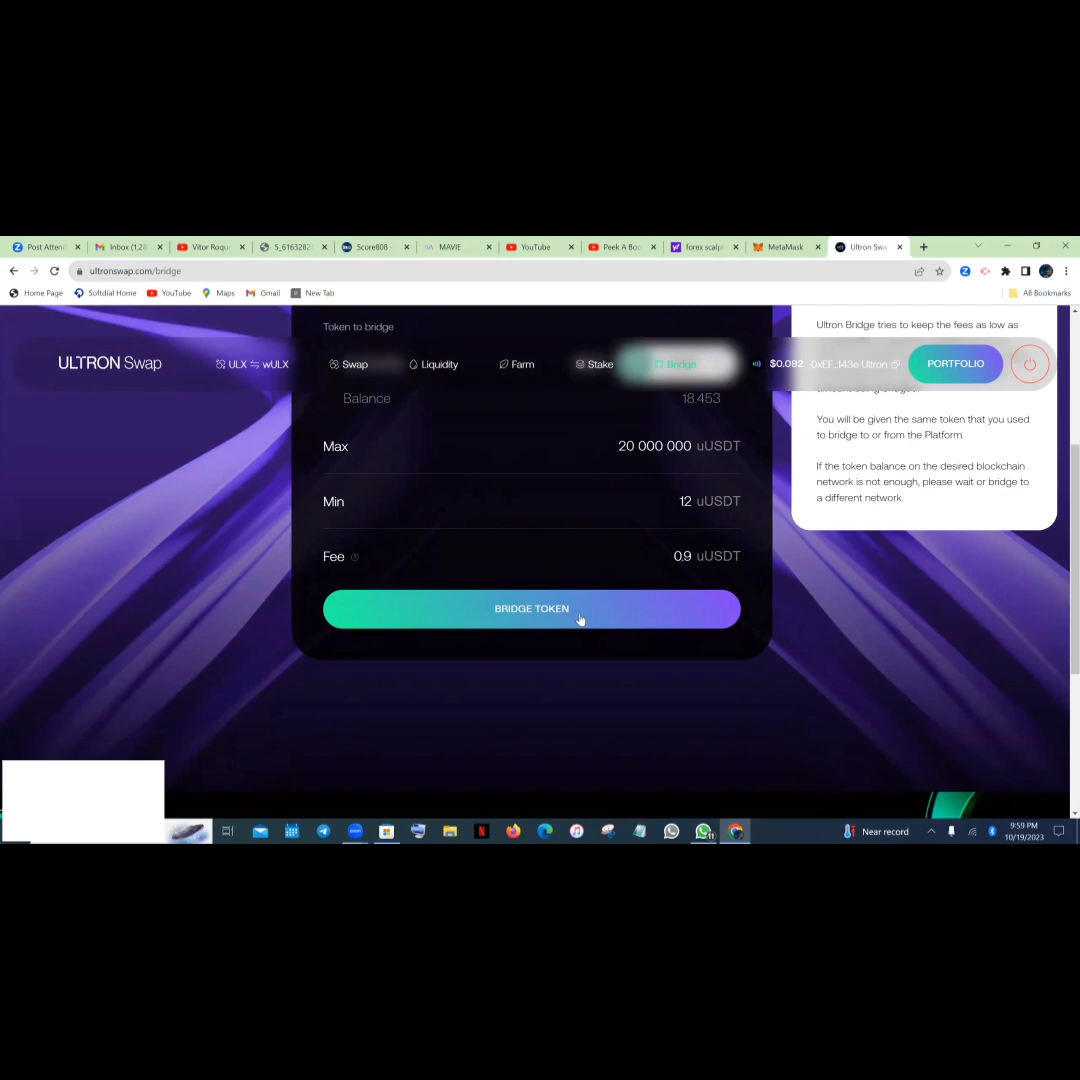 Post Atten
Inbox (1,28
Vitor Roqu
5_6163282
Score808
MAVIE
YouTube
Peek A Boo
forex scalp
MetaMask
Ultron Swa
ultronswap.com/bridge
Home Page
Softdial Home
YouTube
Maps
Gmail
New Tab
All Bookmarks
Token to bridge
Ultron Bridge tries to keep the fees as low as
ULTRON Swap
ULX ⇋ wULX
Swap
Liquidity
Farm
Stake
Bridge
$0.092
0xEF...143e Ultron
PORTFOLIO
Balance 18.453
You will be given the same token that you used
to bridge to or from the Platform.
Max 20 000 000 uUSDT
If the token balance on the desired blockchain
network is not enough, please wait or bridge to
a different network.
Min 12 uUSDT
Fee 0.9 uUSDT
BRIDGE TOKEN
Near record
9:59 PM
10/19/2023